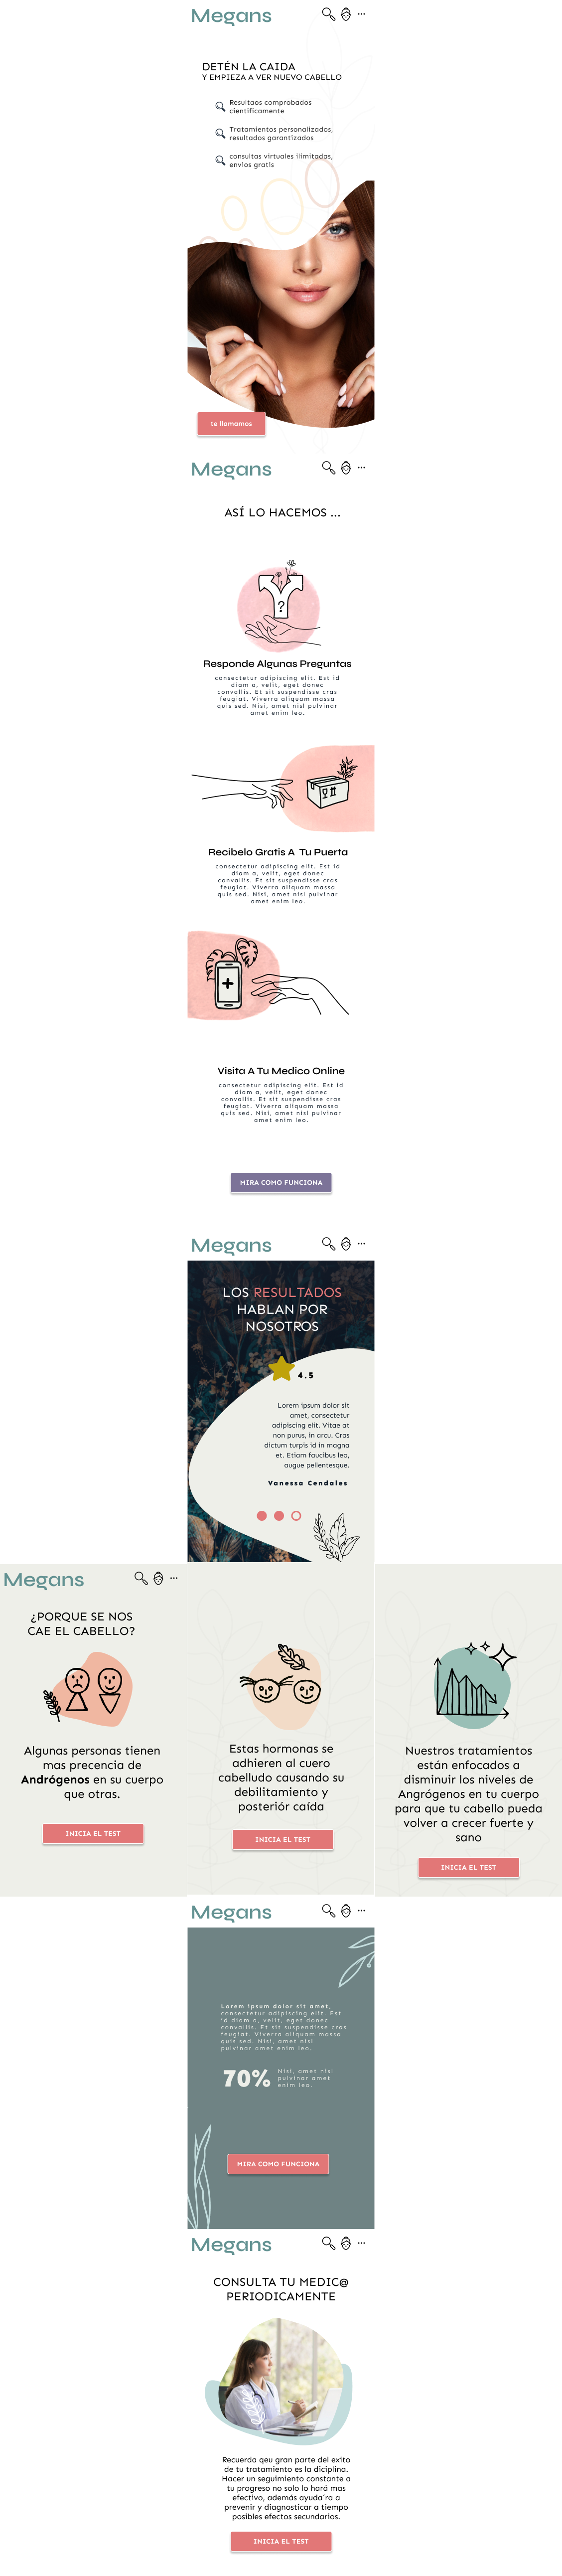 Megans
DETÉN LA CAIDA
Y EMPIEZA A VER NUEVO CABELLO
Resultaos comprobados
cientificamente
Tratamientos personalizados,
resultados garantizados
consultas virtuales ilimitadas,
envios gratis
te llamamos
Megans
ASÍ LO HACEMOS ...
?
Responde Algunas Preguntas
consectetur adipiscing elit. Est id
diam a, velit, eget donec
convallis. Et sit suspendisse cras
feugiat. Viverra aliquam massa
quis sed. Nisl, amet nisl pulvinar
amet enim leo.
Recibelo Gratis A Tu Puerta
consectetur adipiscing elit. Est id
diam a, velit, eget donec
convallis. Et sit suspendisse cras
feugiat. Viverra aliquam massa
quis sed. Nisl, amet nisl pulvinar
amet enim leo.
Visita A Tu Medico Online
consectetur adipiscing elit. Est id
diam a, velit, eget donec
convallis. Et sit suspendisse cras
feugiat. Viverra aliquam massa
quis sed. Nisl, amet nisl pulvinar
amet enim leo.
MIRA COMO FUNCIONA
Megans
LOS RESULTADOS
HABLAN POR
NOSOTROS
4.5
Lorem ipsum dolor sit
amet, consectetur
adipiscing elit. Vitae at
non purus, in arcu. Cras
dictum turpis id in magna
et. Etiam faucibus leo,
augue pellentesque.
Vanessa Cendales
Megans
¿PORQUE SE NOS
CAE EL CABELLO?
Algunas personas tienen
mas precencia de
Andrógenos en su cuerpo
que otras.
INICIA EL TEST
Estas hormonas se
adhieren al cuero
cabelludo causando su
debilitamiento y
posteriór caída
INICIA EL TEST
Nuestros tratamientos
están enfocados a
disminuir los niveles de
Angrógenos en tu cuerpo
para que tu cabello pueda
volver a crecer fuerte y
sano
INICIA EL TEST
Megans
Lorem ipsum dolor sit amet,
consectetur adipiscing elit. Est
id diam a, velit, eget donec
convallis. Et sit suspendisse cras
feugiat. Viverra aliquam massa
quis sed. Nisl, amet nisl
pulvinar amet enim leo.
70%
Nisl, amet nisl
pulvinar amet
enim leo.
MIRA COMO FUNCIONA
Megans
CONSULTA TU MEDIC@
PERIODICAMENTE
Recuerda qeu gran parte del exito
de tu tratamiento es la diciplina.
Hacer un seguimiento constante a
tu progreso no solo lo hará mas
efectivo, además ayuda´ra a
prevenir y diagnosticar a tiempo
posibles efectos secundarios.
INICIA EL TEST